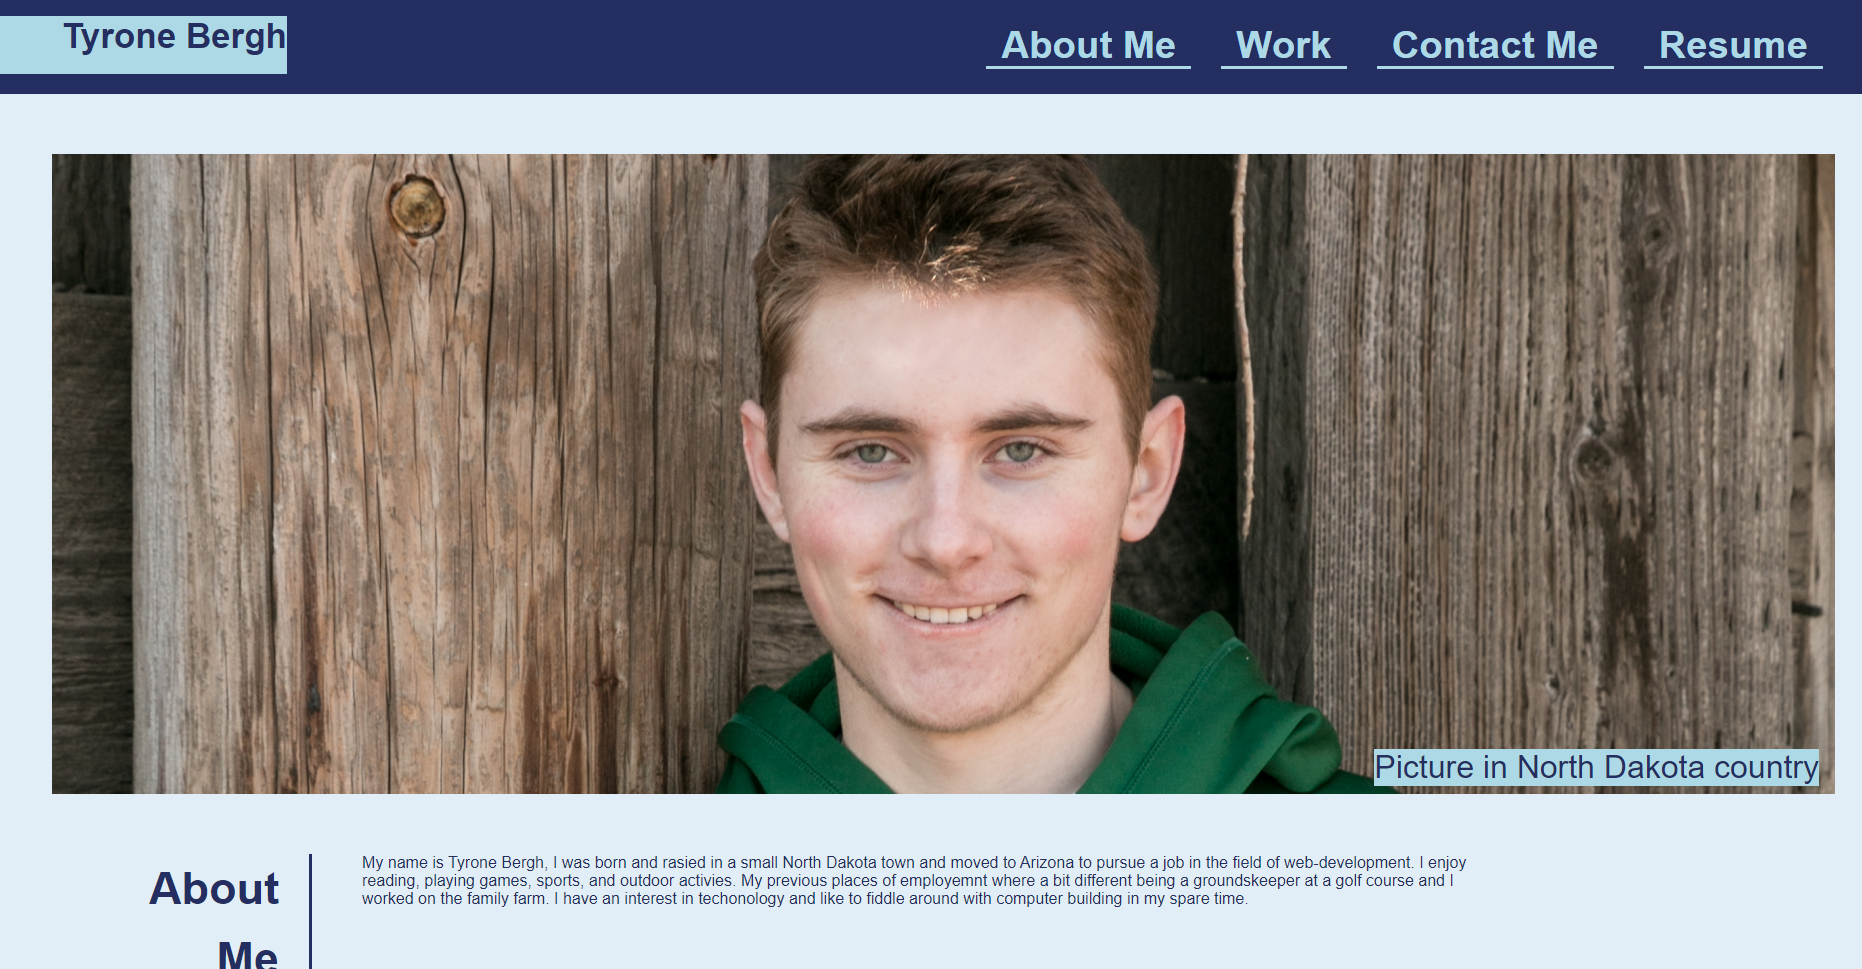 Tyrone Bergh
About Me
Work
Contact Me
Resume
Picture in North Dakota country
About
Me
My name is Tyrone Bergh, I was born and rasied in a small North Dakota town and moved to Arizona to pursue a job in the field of web-development. I enjoy
reading, playing games, sports, and outdoor activies. My previous places of employemnt where a bit different being a groundskeeper at a golf course and I
worked on the family farm. I have an interest in techonology and like to fiddle around with computer building in my spare time.